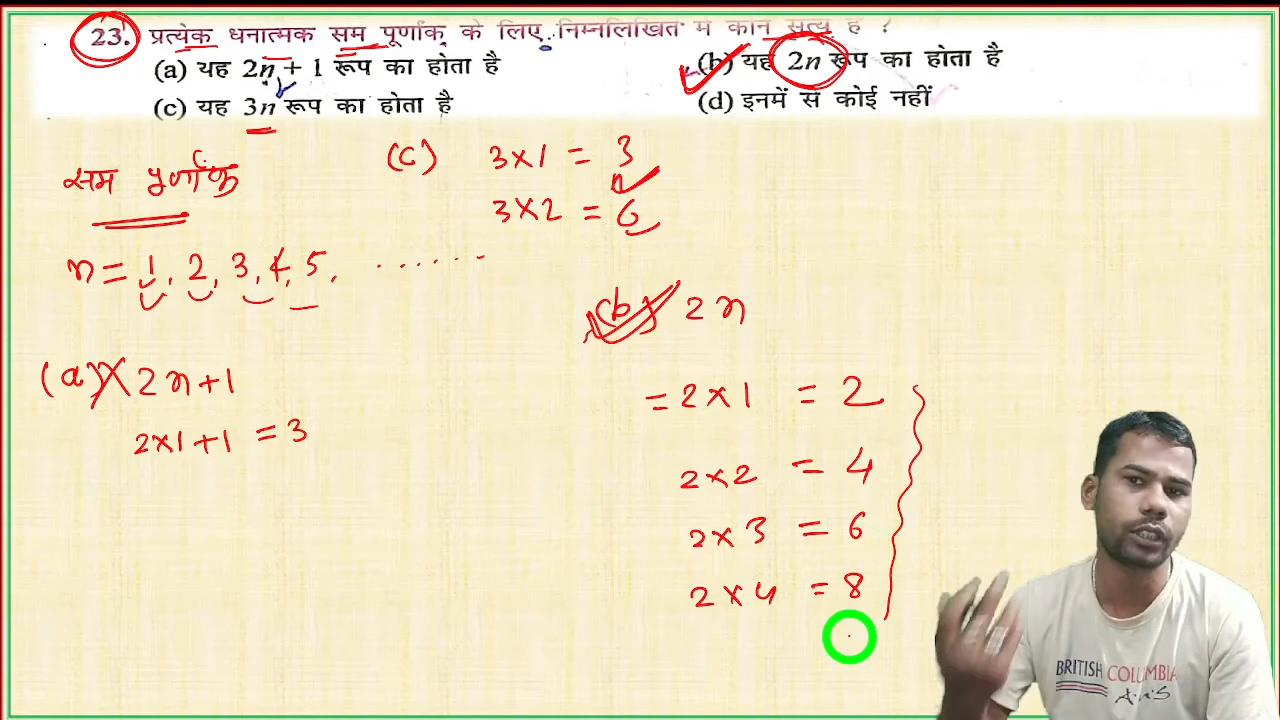 23. प्रत्येक धनात्मक सम पूर्णांक के लिए निम्नलिखित में कौन सत्य है ?
(a) यह 2n + 1 रूप का होता है
(b) यह 2n रूप का होता है
(c) यह 3n रूप का होता है
(d) इनमें से कोई नहीं
सम पूर्णांक
n = 1, 2, 3, 4, 5, ......
(a) 2n+1
2×1+1 = 3
(c) 3×1 = 3
3×2 = 6
(b) 2n
= 2×1 = 2
2×2 = 4
2×3 = 6
2×4 = 8
BRITISH COLUMBIA